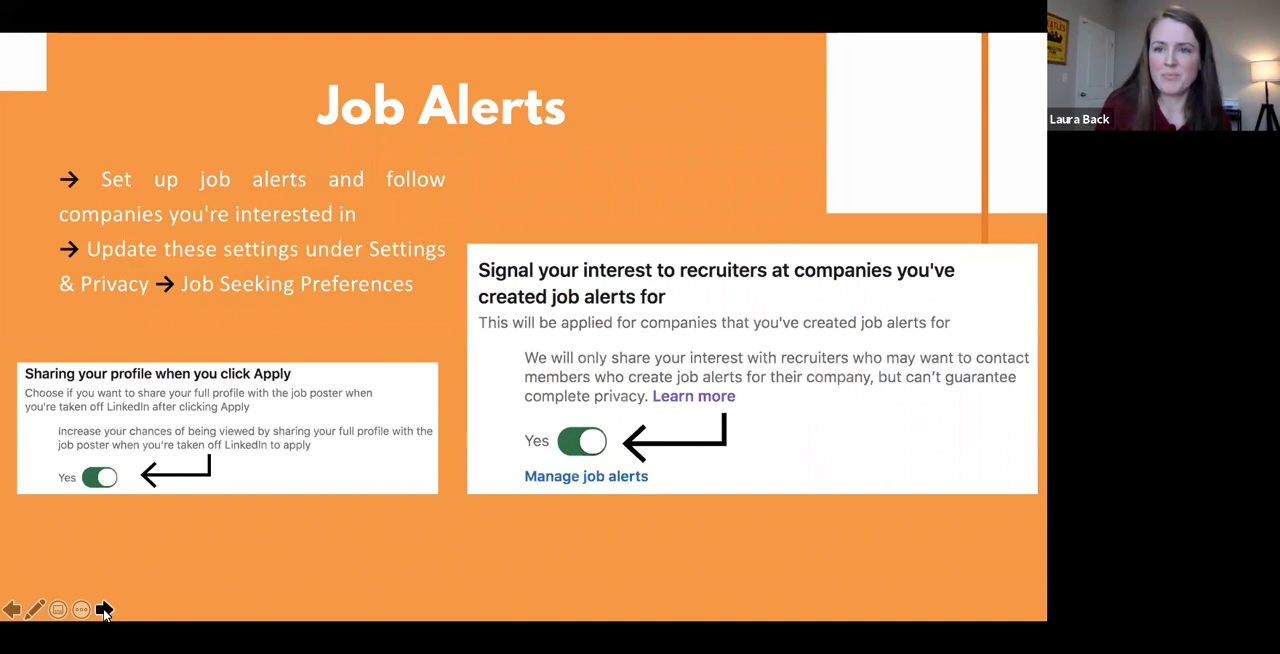 Job Alerts
→ Set up job alerts and follow
companies you're interested in
→ Update these settings under Settings
& Privacy → Job Seeking Preferences
Sharing your profile when you click Apply
Choose if you want to share your full profile with the job poster when
you're taken off LinkedIn after clicking Apply
Increase your chances of being viewed by sharing your full profile with the
job poster when you're taken off LinkedIn to apply
Yes
Signal your interest to recruiters at companies you've
created job alerts for
This will be applied for companies that you've created job alerts for
We will only share your interest with recruiters who may want to contact
members who create job alerts for their company, but can't guarantee
complete privacy. Learn more
Yes
Manage job alerts
Laura Back